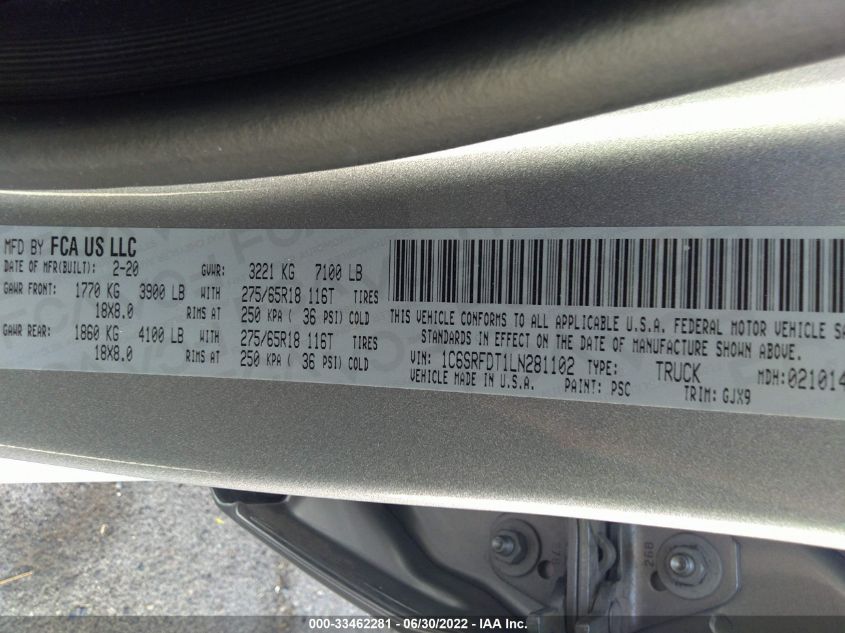 MFD BY FCA US LLC
DATE OF MFR(BUILT): 2-20 GVWR: 3221 KG 7100 LB
GAWR FRONT: 1770 KG 3900 LB WITH 275/65R18 116T TIRES
18X8.0 RIMS AT 250 KPA ( 36 PSI) COLD
GAWR REAR: 1860 KG 4100 LB WITH 275/65R18 116T TIRES
18X8.0 RIMS AT 250 KPA ( 36 PSI) COLD
THIS VEHICLE CONFORMS TO ALL APPLICABLE U.S.A. FEDERAL MOTOR VEHICLE SA
STANDARDS IN EFFECT ON THE DATE OF MANUFACTURE SHOWN ABOVE.
VIN: 1C6SRFDT1LN281102 TYPE: TRUCK MDH:021014
VEHICLE MADE IN U.S.A. PAINT: PSC TRIM: GJX9
268
000-33462281 - 06/30/2022 - IAA Inc.